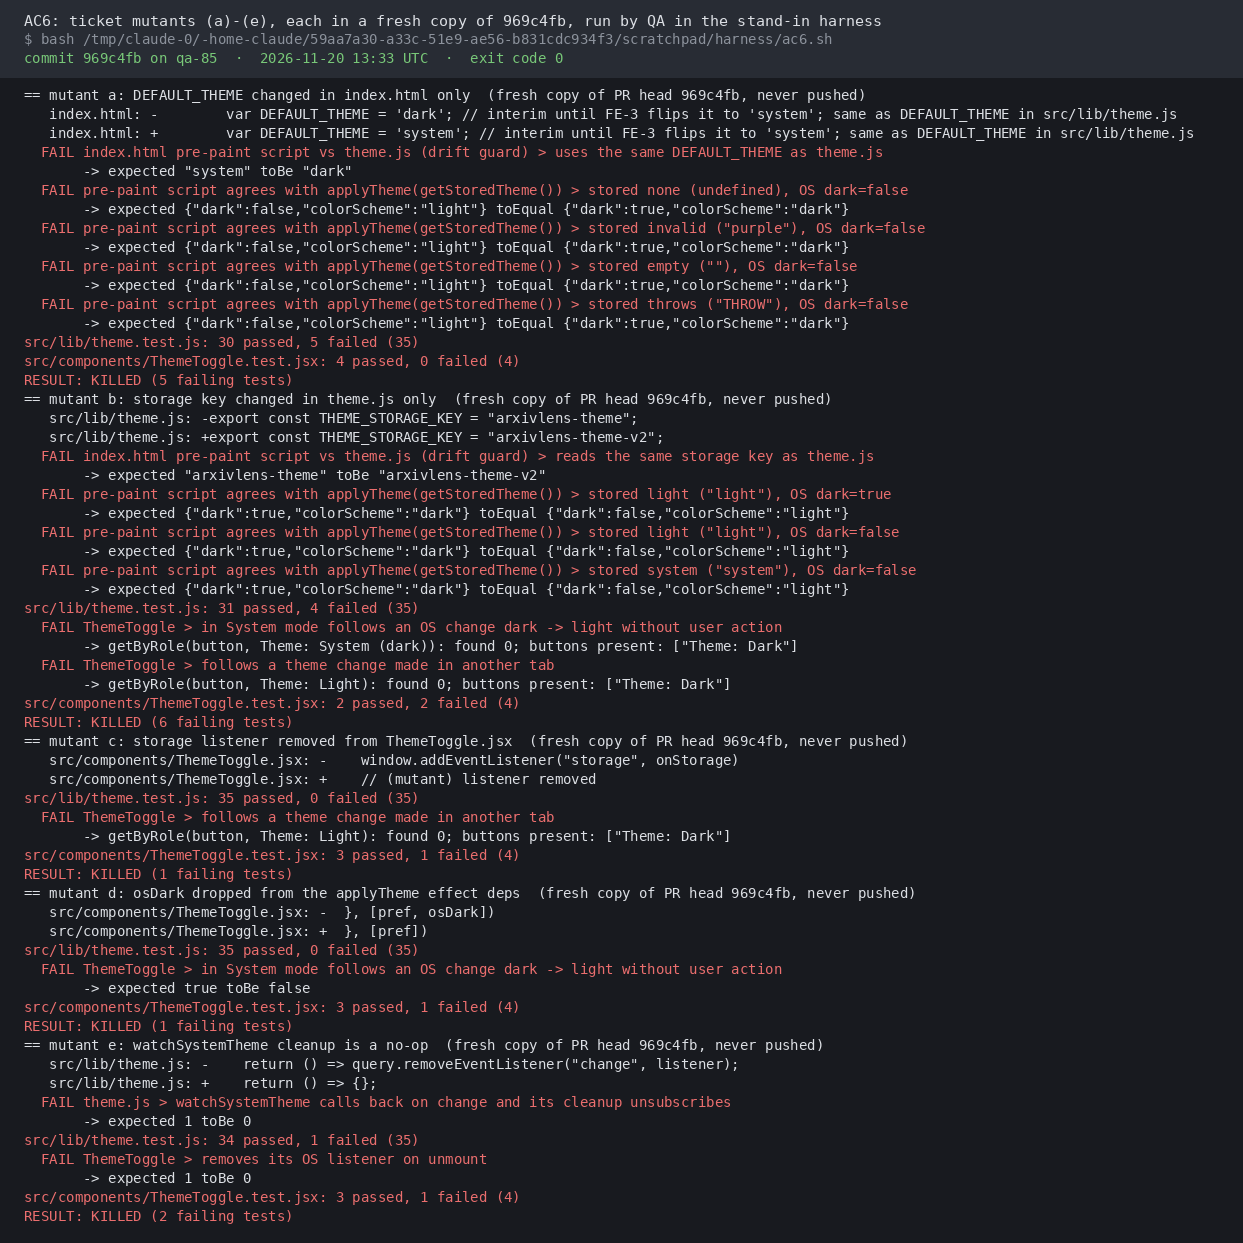 AC6: ticket mutants (a)-(e), each in a fresh copy of 969c4fb, run by QA in the stand-in harness
$ bash /tmp/claude-0/-home-claude/59aa7a30-a33c-51e9-ae56-b831cdc934f3/scratchpad/harness/ac6.sh
commit 969c4fb on qa-85  ·  2026-11-20 13:33 UTC  ·  exit code 0
== mutant a: DEFAULT_THEME changed in index.html only  (fresh copy of PR head 969c4fb, never pushed)
   index.html: -        var DEFAULT_THEME = 'dark'; // interim until FE-3 flips it to 'system'; same as DEFAULT_THEME in src/lib/theme.js
   index.html: +        var DEFAULT_THEME = 'system'; // interim until FE-3 flips it to 'system'; same as DEFAULT_THEME in src/lib/theme.js
  FAIL index.html pre-paint script vs theme.js (drift guard) > uses the same DEFAULT_THEME as theme.js
       -> expected "system" toBe "dark"
  FAIL pre-paint script agrees with applyTheme(getStoredTheme()) > stored none (undefined), OS dark=false
       -> expected {"dark":false,"colorScheme":"light"} toEqual {"dark":true,"colorScheme":"dark"}
  FAIL pre-paint script agrees with applyTheme(getStoredTheme()) > stored invalid ("purple"), OS dark=false
       -> expected {"dark":false,"colorScheme":"light"} toEqual {"dark":true,"colorScheme":"dark"}
  FAIL pre-paint script agrees with applyTheme(getStoredTheme()) > stored empty (""), OS dark=false
       -> expected {"dark":false,"colorScheme":"light"} toEqual {"dark":true,"colorScheme":"dark"}
  FAIL pre-paint script agrees with applyTheme(getStoredTheme()) > stored throws ("THROW"), OS dark=false
       -> expected {"dark":false,"colorScheme":"light"} toEqual {"dark":true,"colorScheme":"dark"}
src/lib/theme.test.js: 30 passed, 5 failed (35)
src/components/ThemeToggle.test.jsx: 4 passed, 0 failed (4)
RESULT: KILLED (5 failing tests)
== mutant b: storage key changed in theme.js only  (fresh copy of PR head 969c4fb, never pushed)
   src/lib/theme.js: -export const THEME_STORAGE_KEY = "arxivlens-theme";
   src/lib/theme.js: +export const THEME_STORAGE_KEY = "arxivlens-theme-v2";
  FAIL index.html pre-paint script vs theme.js (drift guard) > reads the same storage key as theme.js
       -> expected "arxivlens-theme" toBe "arxivlens-theme-v2"
  FAIL pre-paint script agrees with applyTheme(getStoredTheme()) > stored light ("light"), OS dark=true
       -> expected {"dark":true,"colorScheme":"dark"} toEqual {"dark":false,"colorScheme":"light"}
  FAIL pre-paint script agrees with applyTheme(getStoredTheme()) > stored light ("light"), OS dark=false
       -> expected {"dark":true,"colorScheme":"dark"} toEqual {"dark":false,"colorScheme":"light"}
  FAIL pre-paint script agrees with applyTheme(getStoredTheme()) > stored system ("system"), OS dark=false
       -> expected {"dark":true,"colorScheme":"dark"} toEqual {"dark":false,"colorScheme":"light"}
src/lib/theme.test.js: 31 passed, 4 failed (35)
  FAIL ThemeToggle > in System mode follows an OS change dark -> light without user action
       -> getByRole(button, Theme: System (dark)): found 0; buttons present: ["Theme: Dark"]
  FAIL ThemeToggle > follows a theme change made in another tab
       -> getByRole(button, Theme: Light): found 0; buttons present: ["Theme: Dark"]
src/components/ThemeToggle.test.jsx: 2 passed, 2 failed (4)
RESULT: KILLED (6 failing tests)
== mutant c: storage listener removed from ThemeToggle.jsx  (fresh copy of PR head 969c4fb, never pushed)
   src/components/ThemeToggle.jsx: -    window.addEventListener("storage", onStorage)
   src/components/ThemeToggle.jsx: +    // (mutant) listener removed
src/lib/theme.test.js: 35 passed, 0 failed (35)
  FAIL ThemeToggle > follows a theme change made in another tab
       -> getByRole(button, Theme: Light): found 0; buttons present: ["Theme: Dark"]
src/components/ThemeToggle.test.jsx: 3 passed, 1 failed (4)
RESULT: KILLED (1 failing tests)
== mutant d: osDark dropped from the applyTheme effect deps  (fresh copy of PR head 969c4fb, never pushed)
   src/components/ThemeToggle.jsx: -  }, [pref, osDark])
   src/components/ThemeToggle.jsx: +  }, [pref])
src/lib/theme.test.js: 35 passed, 0 failed (35)
  FAIL ThemeToggle > in System mode follows an OS change dark -> light without user action
       -> expected true toBe false
src/components/ThemeToggle.test.jsx: 3 passed, 1 failed (4)
RESULT: KILLED (1 failing tests)
== mutant e: watchSystemTheme cleanup is a no-op  (fresh copy of PR head 969c4fb, never pushed)
   src/lib/theme.js: -    return () => query.removeEventListener("change", listener);
   src/lib/theme.js: +    return () => {};
  FAIL theme.js > watchSystemTheme calls back on change and its cleanup unsubscribes
       -> expected 1 toBe 0
src/lib/theme.test.js: 34 passed, 1 failed (35)
  FAIL ThemeToggle > removes its OS listener on unmount
       -> expected 1 toBe 0
src/components/ThemeToggle.test.jsx: 3 passed, 1 failed (4)
RESULT: KILLED (2 failing tests)